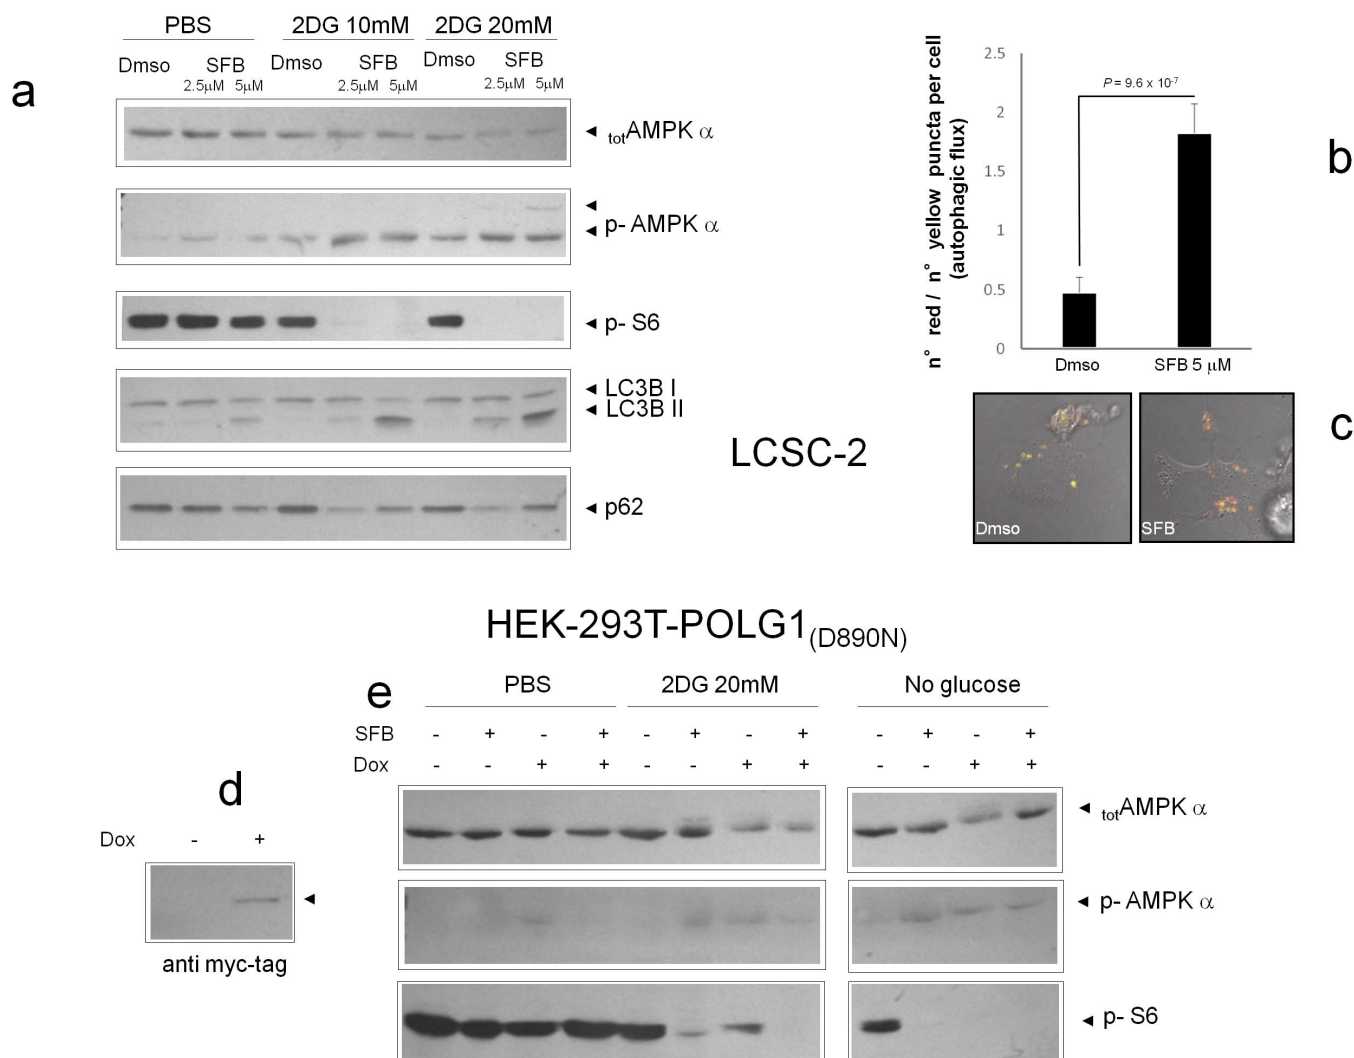 a
PBS 2DG 10mM 2DG 20mM
Dmso SFB Dmso SFB Dmso SFB
2.5µM 5µM 2.5µM 5µM 2.5µM 5µM
totAMPK α
p- AMPK α
p- S6
LC3B I
LC3B II
p62
LCSC-2
b
n° red / n° yellow puncta per cell
(autophagic flux)
2.5
2
1.5
1
0.5
0
P = 9.6 x 10-7
Dmso SFB 5 µM
c
Dmso SFB
HEK-293T-POLG1(D890N)
d
Dox - +
anti myc-tag
e
PBS 2DG 20mM No glucose
SFB - + - + - + - + - + - +
Dox - - + + - - + + - - + +
totAMPK α
p- AMPK α
p- S6